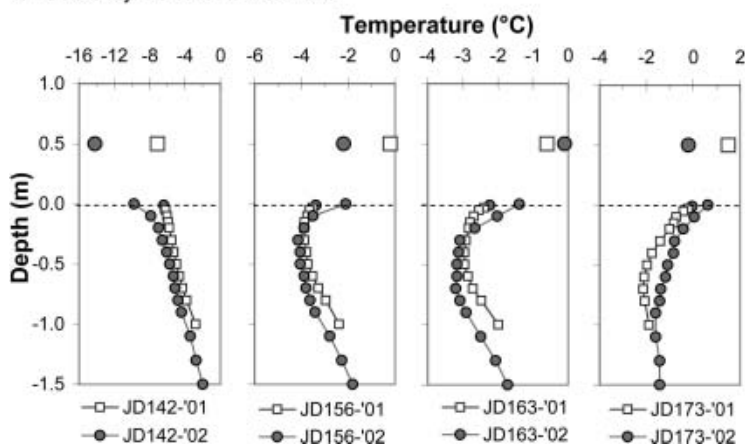 Temperature (°C)
-16 -12 -8 -4 0 -6 -4 -2 0 -4 -3 -2 -1 0 -4 -2 0 2
1.0
0.5
0.0
-0.5
-1.0
-1.5
Depth (m)
JD142-'01 JD156-'01 JD163-'01 JD173-'01
JD142-'02 JD156-'02 JD163-'02 JD173-'02